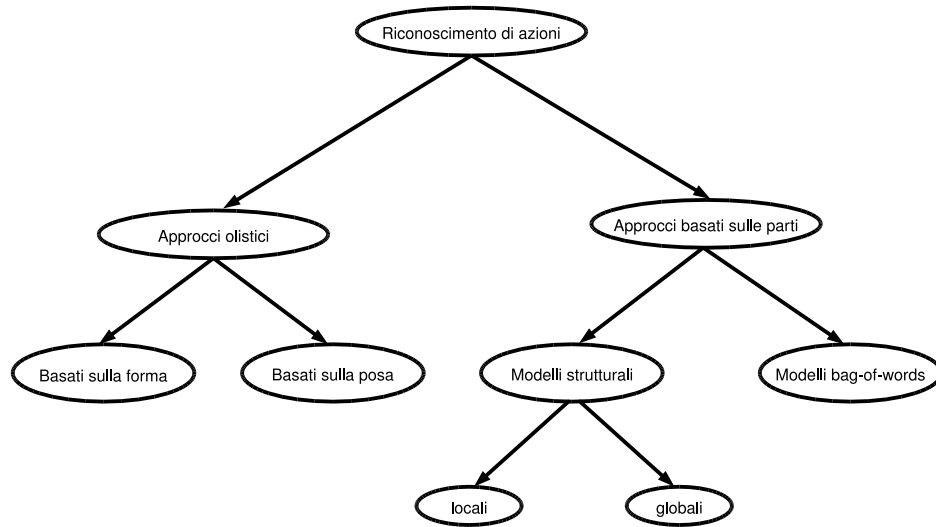 Riconoscimento di azioni
Approcci olistici
Approcci basati sulle parti
Basati sulla forma
Basati sulla posa
Modelli strutturali
Modelli bag-of-words
locali
globali